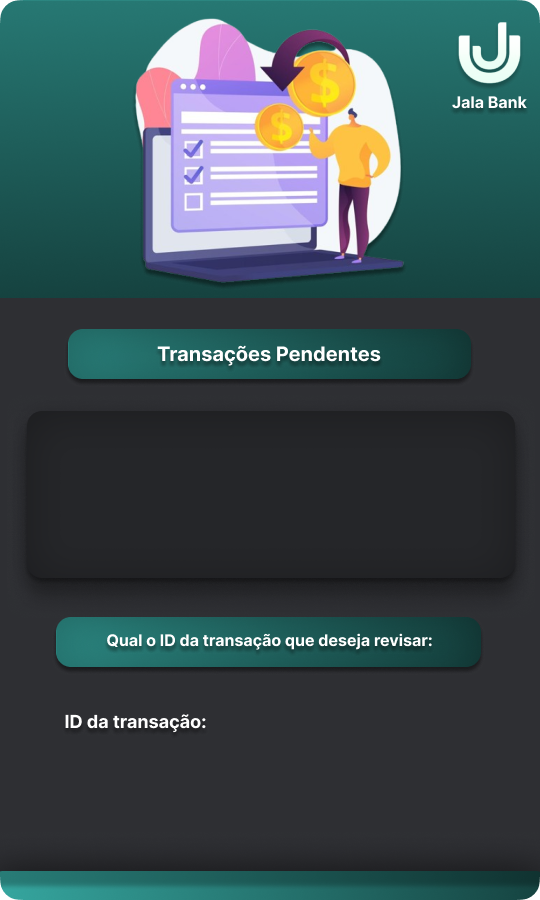 Jala Bank
Transações Pendentes
Qual o ID da transação que deseja revisar:
ID da transação: